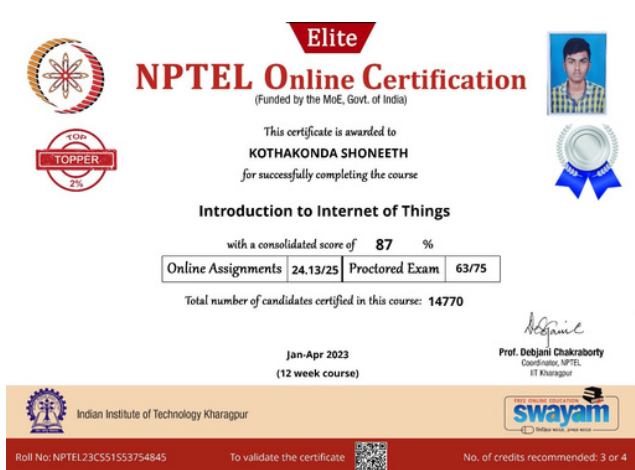 Elite
NPTEL Online Certification
(Funded by the MoE, Govt. of India)
This certificate is awarded to
KOTHAKONDA SHONEETH
for successfully completing the course
TOP
TOPPER
2%
Introduction to Internet of Things
with a consolidated score of 87 %
Online Assignments 24.13/25 Proctored Exam 63/75
Total number of candidates certified in this course: 14770
Jan-Apr 2023
(12 week course)
Prof. Debjani Chakraborty
Coordinator, NPTEL
IIT Kharagpur
Indian Institute of Technology Kharagpur
FREE ONLINE EDUCATION
swayam
Roll No: NPTEL23CS51S53754845 To validate the certificate No. of credits recommended: 3 or 4